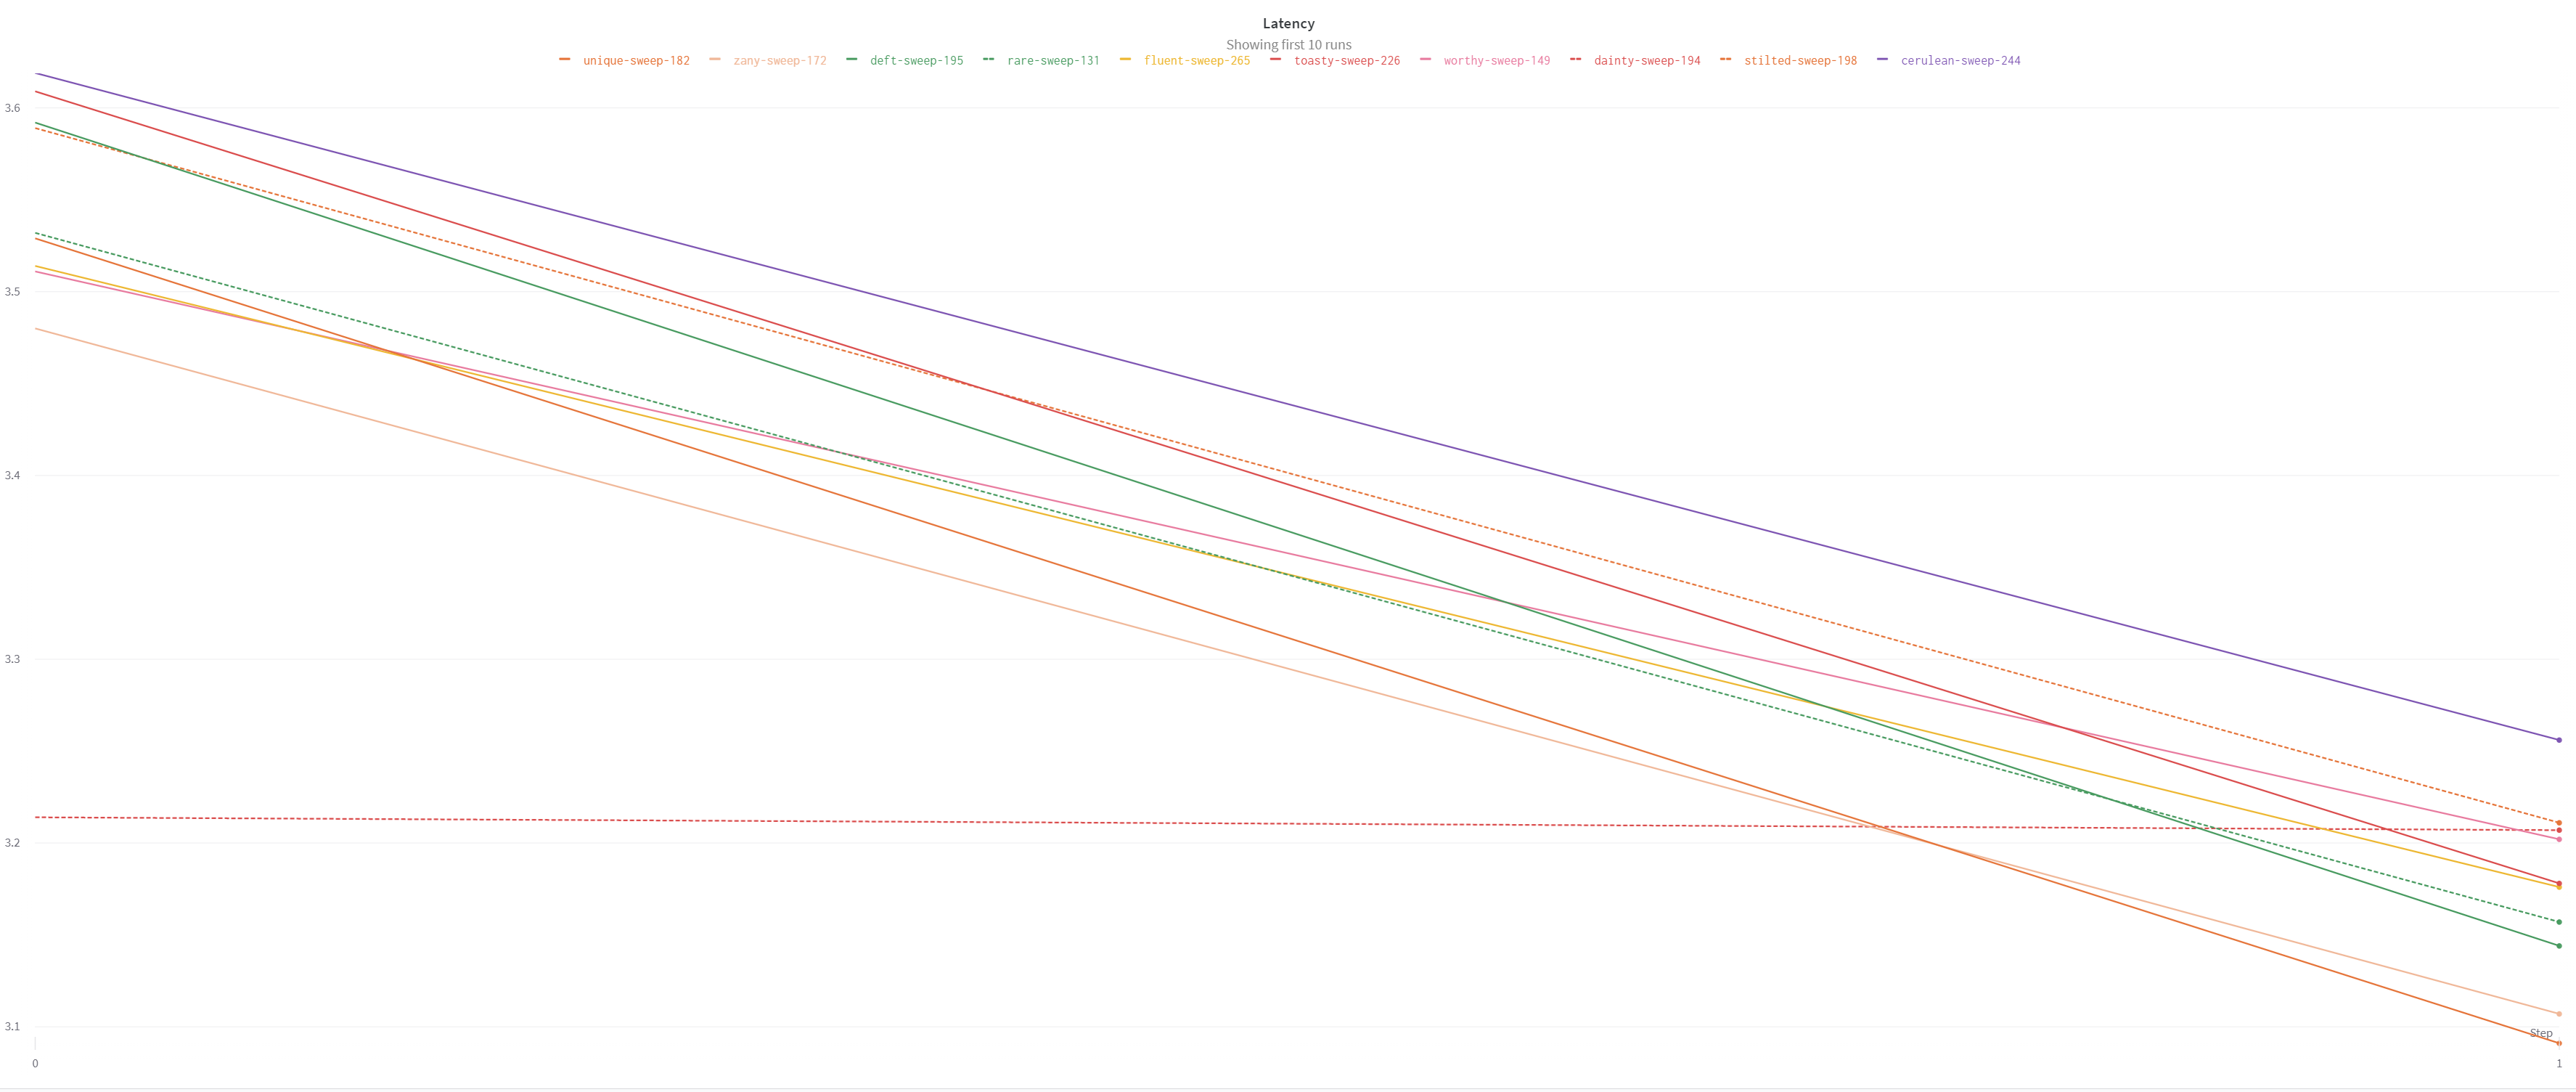 Latency
Showing first 10 runs
unique-sweep-182 zany-sweep-172 deft-sweep-195 rare-sweep-131 fluent-sweep-265 toasty-sweep-226 worthy-sweep-149 dainty-sweep-194 stilted-sweep-198 cerulean-sweep-244
3.6
3.5
3.4
3.3
3.2
3.1
Step
0 1